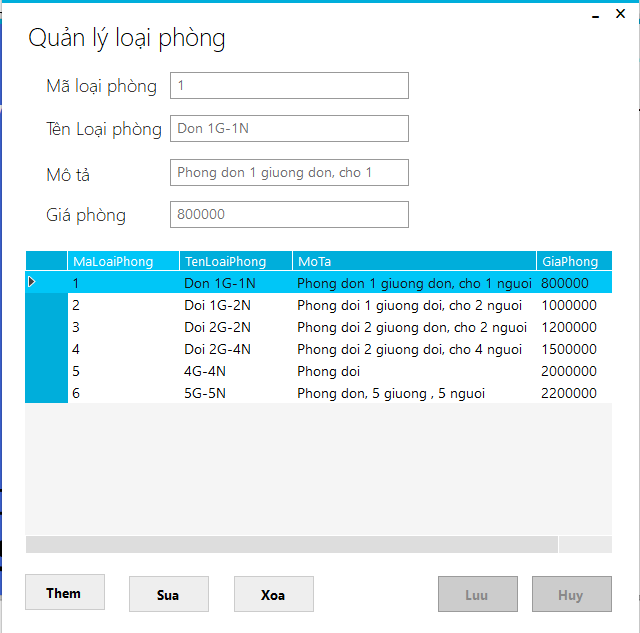 Quản lý loại phòng
Mã loại phòng 1
Tên Loại phòng Don 1G-1N
Mô tả Phong don 1 giuong don, cho 1
Giá phòng 800000
MaLoaiPhong TenLoaiPhong MoTa GiaPhong
1 Don 1G-1N Phong don 1 giuong don, cho 1 nguoi 800000
2 Doi 1G-2N Phong doi 1 giuong doi, cho 2 nguoi 1000000
3 Doi 2G-2N Phong doi 2 giuong don, cho 2 nguoi 1200000
4 Doi 2G-4N Phong doi 2 giuong doi, cho 4 nguoi 1500000
5 4G-4N Phong doi 2000000
6 5G-5N Phong don, 5 giuong , 5 nguoi 2200000
Them Sua Xoa Luu Huy